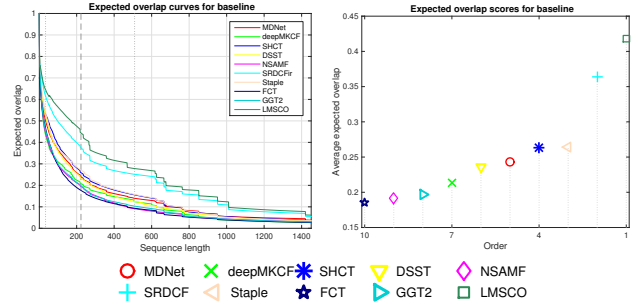 Expected overlap curves for baseline
Expected overlap
1
0.9
0.8
0.7
0.6
0.5
0.4
0.3
0.2
0.1
0
200
400
600
800
1000
1200
1400
Sequence length
MDNet
deepMKCF
SHCT
DSST
NSAMF
SRDCFir
Staple
FCT
GGT2
LMSCO
Expected overlap scores for baseline
Average expected overlap
0.45
0.4
0.35
0.3
0.25
0.2
0.15
10
7
4
1
Order
MDNet deepMKCF SHCT DSST NSAMF
SRDCF Staple FCT GGT2 LMSCO